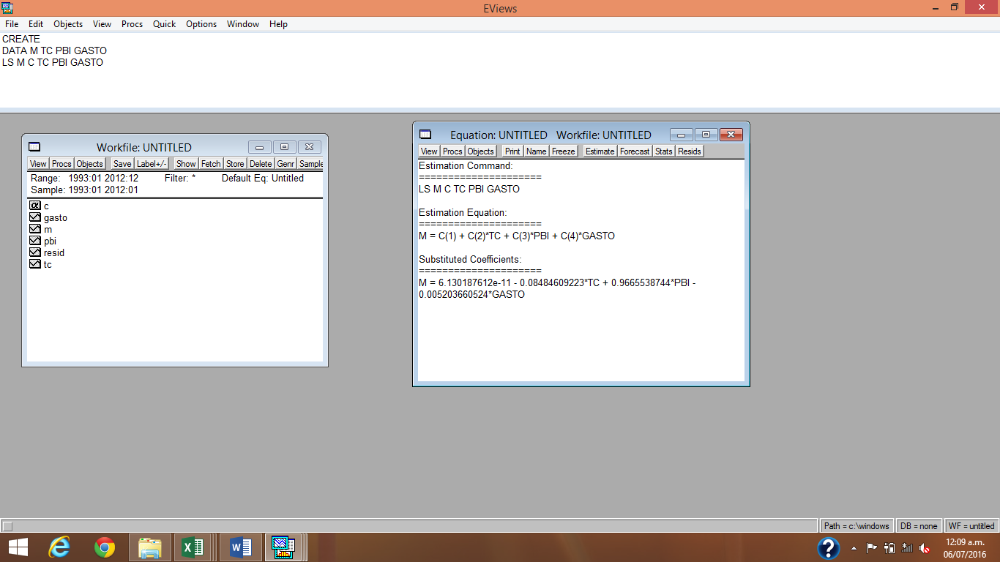 EViews
File Edit Objects View Procs Quick Options Window Help
CREATE
DATA M TC PBI GASTO
LS M C TC PBI GASTO
Workfile: UNTITLED
View Procs Objects Save Label+/- Show Fetch Store Delete Genr Sample
Range: 1993:01 2012:12 Filter: * Default Eq: Untitled
Sample: 1993:01 2012:01
c
gasto
m
pbi
resid
tc
Equation: UNTITLED Workfile: UNTITLED
View Procs Objects Print Name Freeze Estimate Forecast Stats Resids
Estimation Command:
=====================
LS M C TC PBI GASTO
Estimation Equation:
=====================
M = C(1) + C(2)*TC + C(3)*PBI + C(4)*GASTO
Substituted Coefficients:
=====================
M = 6.130187612e-11 - 0.08484609223*TC + 0.9665538744*PBI -
0.005203660524*GASTO
Path = c:\windows DB = none WF = untitled
12:09 a.m.
06/07/2016